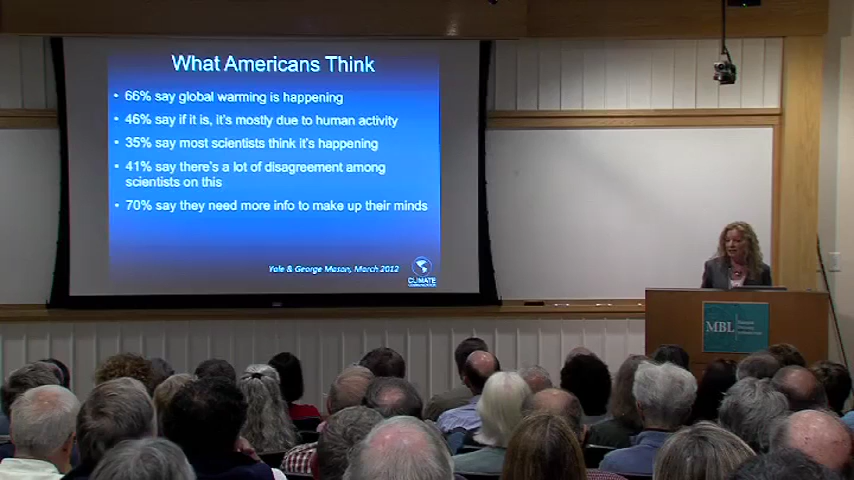 What Americans Think
• 66% say global warming is happening
• 46% say if it is, it's mostly due to human activity
• 35% say most scientists think it's happening
• 41% say there's a lot of disagreement among
scientists on this
• 70% say they need more info to make up their minds
Yale & George Mason, March 2012
CLIMATE
MBL